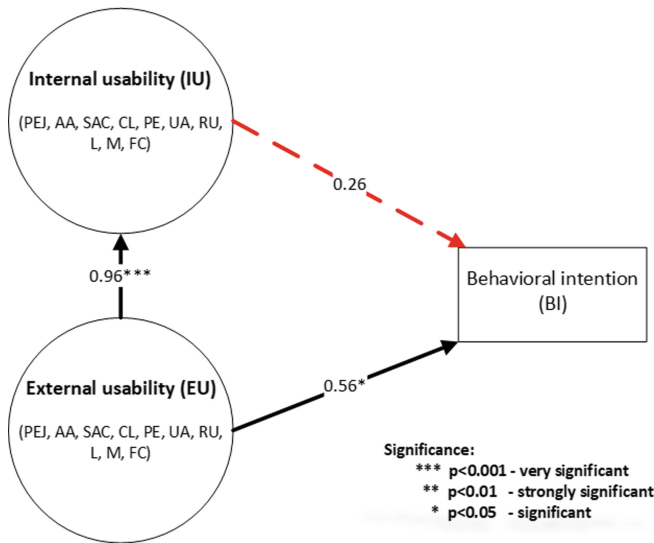 Internal usability (IU)
(PEJ, AA, SAC, CL, PE, UA, RU,
L, M, FC)
0.26
0.96***
Behavioral intention
(BI)
External usability (EU)
(PEJ, AA, SAC, CL, PE, UA, RU,
L, M, FC)
0.56*
Significance:
*** p<0.001 - very significant
** p<0.01 - strongly significant
* p<0.05 - significant